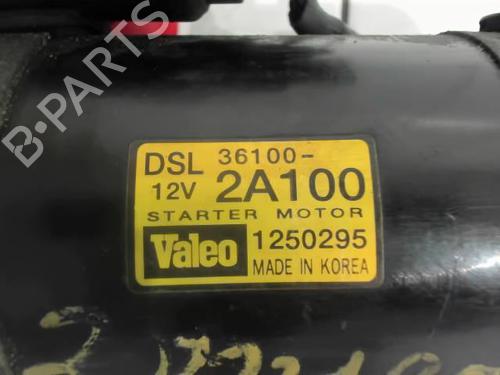 B-PARTS
DSL 36100-
12V 2A100
STARTER MOTOR
Valeo 1250295
MADE IN KOREA